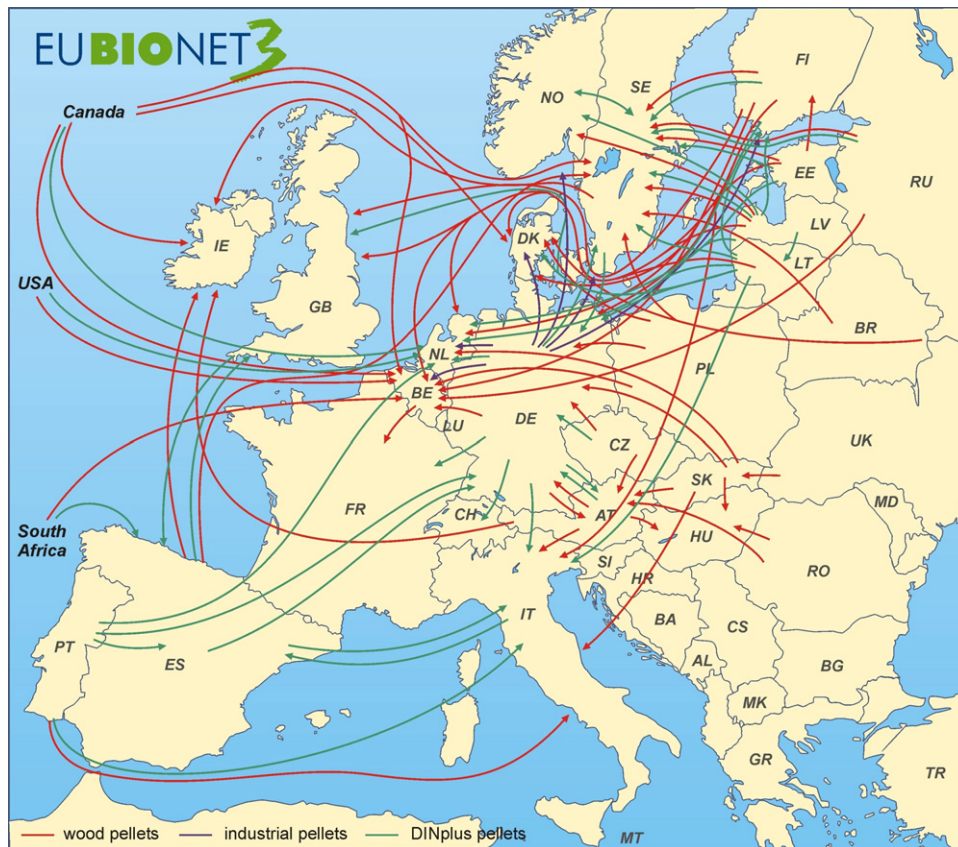 EUBIONET3
FI
Canada
SE
NO
EE
RU
IE
LV
DK
LT
USA
GB
BR
NL
PL
BE
DE
LU
UK
CZ
SK
FR
MD
South
Africa
CH
AT
HU
SI
RO
HR
IT
BA
CS
PT
ES
AL
BG
MK
GR
TR
wood pellets
industrial pellets
DINplus pellets
MT